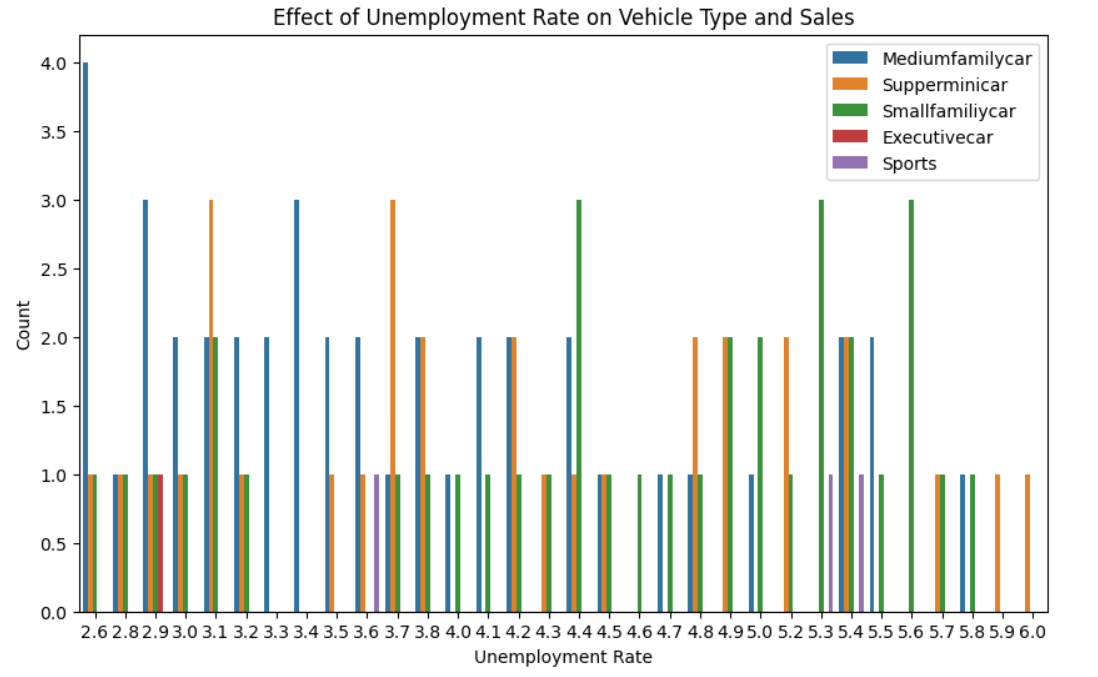 Effect of Unemployment Rate on Vehicle Type and Sales
Mediumfamilycar
Supperminicar
Smallfamiliycar
Executivecar
Sports
4.0
3.5
3.0
2.5
2.0
1.5
1.0
0.5
0.0
Count
2.6 2.8 2.9 3.0 3.1 3.2 3.3 3.4 3.5 3.6 3.7 3.8 4.0 4.1 4.2 4.3 4.4 4.5 4.6 4.7 4.8 4.9 5.0 5.2 5.3 5.4 5.5 5.6 5.7 5.8 5.9 6.0
Unemployment Rate